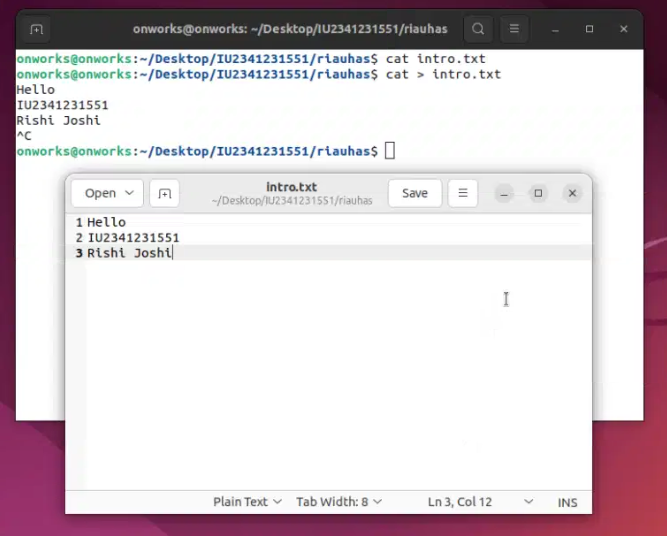 onworks@onworks: ~/Desktop/IU2341231551/riauhas
onworks@onworks:~/Desktop/IU2341231551/riauhas$ cat intro.txt
onworks@onworks:~/Desktop/IU2341231551/riauhas$ cat > intro.txt
Hello
IU2341231551
Rishi Joshi
^C
onworks@onworks:~/Desktop/IU2341231551/riauhas$
Open
intro.txt
~/Desktop/IU2341231551/riauhas
Save
1 Hello
2 IU2341231551
3 Rishi Joshi
Plain Text Tab Width: 8 Ln 3, Col 12 INS